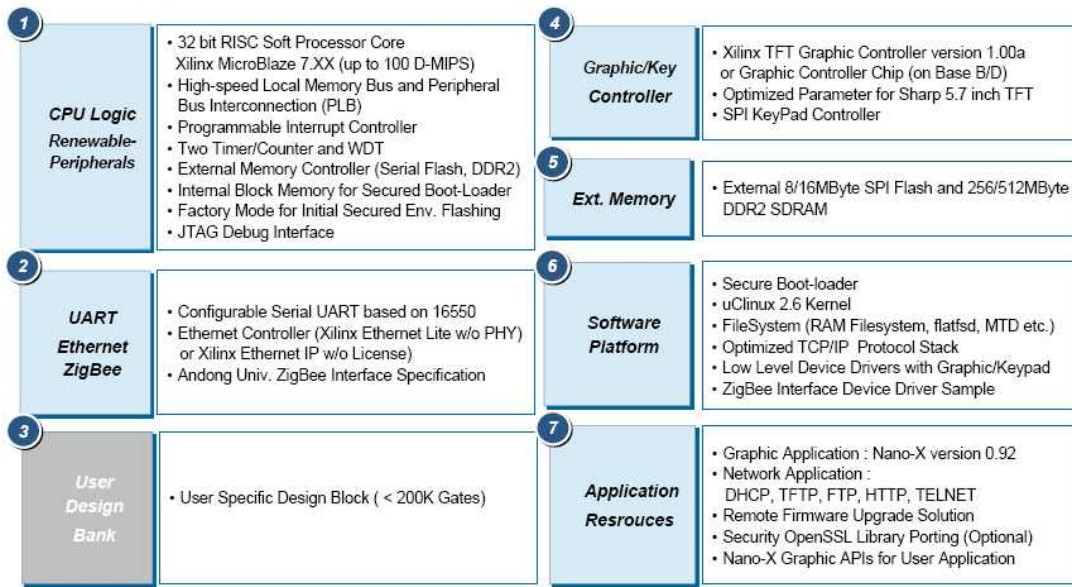 1
CPU Logic
Renewable-
Peripherals
• 32 bit RISC Soft Processor Core
Xilinx MicroBlaze 7.XX (up to 100 D-MIPS)
• High-speed Local Memory Bus and Peripheral
Bus Interconnection (PLB)
• Programmable Interrupt Controller
• Two Timer/Counter and WDT
• External Memory Controller (Serial Flash, DDR2)
• Internal Block Memory for Secured Boot-Loader
• Factory Mode for Initial Secured Env. Flashing
• JTAG Debug Interface
2
UART
Ethernet
ZigBee
• Configurable Serial UART based on 16550
• Ethernet Controller (Xilinx Ethernet Lite w/o PHY)
or Xilinx Ethernet IP w/o License)
• Andong Univ. ZigBee Interface Specification
3
User
Design
Bank
• User Specific Design Block ( < 200K Gates)
4
Graphic/Key
Controller
• Xilinx TFT Graphic Controller version 1.00a
or Graphic Controller Chip (on Base B/D)
• Optimized Parameter for Sharp 5.7 inch TFT
• SPI KeyPad Controller
5
Ext. Memory
• External 8/16MByte SPI Flash and 256/512MByte
DDR2 SDRAM
6
Software
Platform
• Secure Boot-loader
• uClinux 2.6 Kernel
• FileSystem (RAM Filesystem, flatfsd, MTD etc.)
• Optimized TCP/IP Protocol Stack
• Low Level Device Drivers with Graphic/Keypad
• ZigBee Interface Device Driver Sample
7
Application
Resrouces
• Graphic Application : Nano-X version 0.92
• Network Application :
DHCP, TFTP, FTP, HTTP, TELNET
• Remote Firmware Upgrade Solution
• Security OpenSSL Library Porting (Optional)
• Nano-X Graphic APIs for User Application